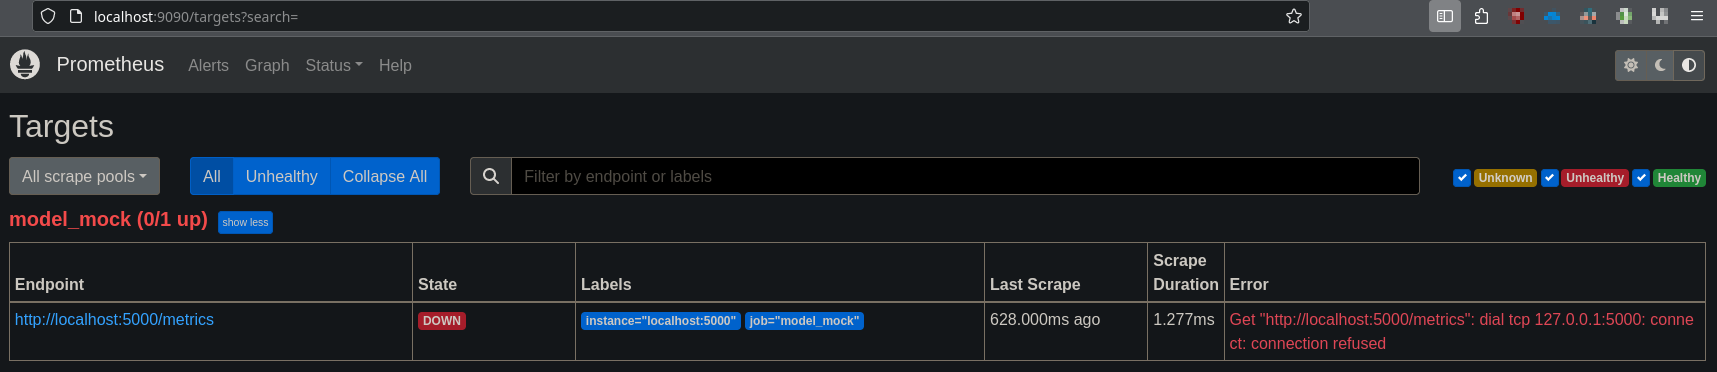 localhost:9090/targets?search=
Prometheus Alerts Graph Status Help
Targets
All scrape pools All Unhealthy Collapse All Filter by endpoint or labels Unknown Unhealthy Healthy
model_mock (0/1 up) show less
Endpoint State Labels Last Scrape Scrape Duration Error
http://localhost:5000/metrics DOWN instance="localhost:5000" job="model_mock" 628.000ms ago 1.277ms Get "http://localhost:5000/metrics": dial tcp 127.0.0.1:5000: conne
ct: connection refused